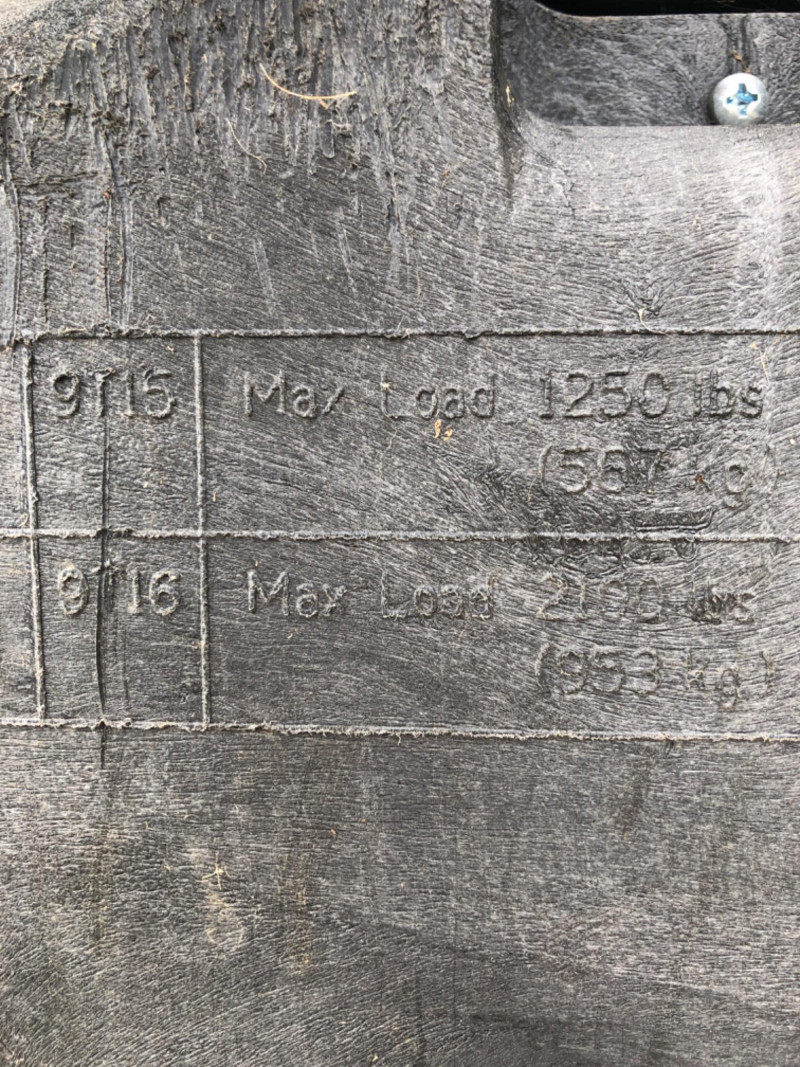 9T15 Max Load 1250 lbs
(567 kg)
9T16 Max Load 2100 lbs
(953 kg)